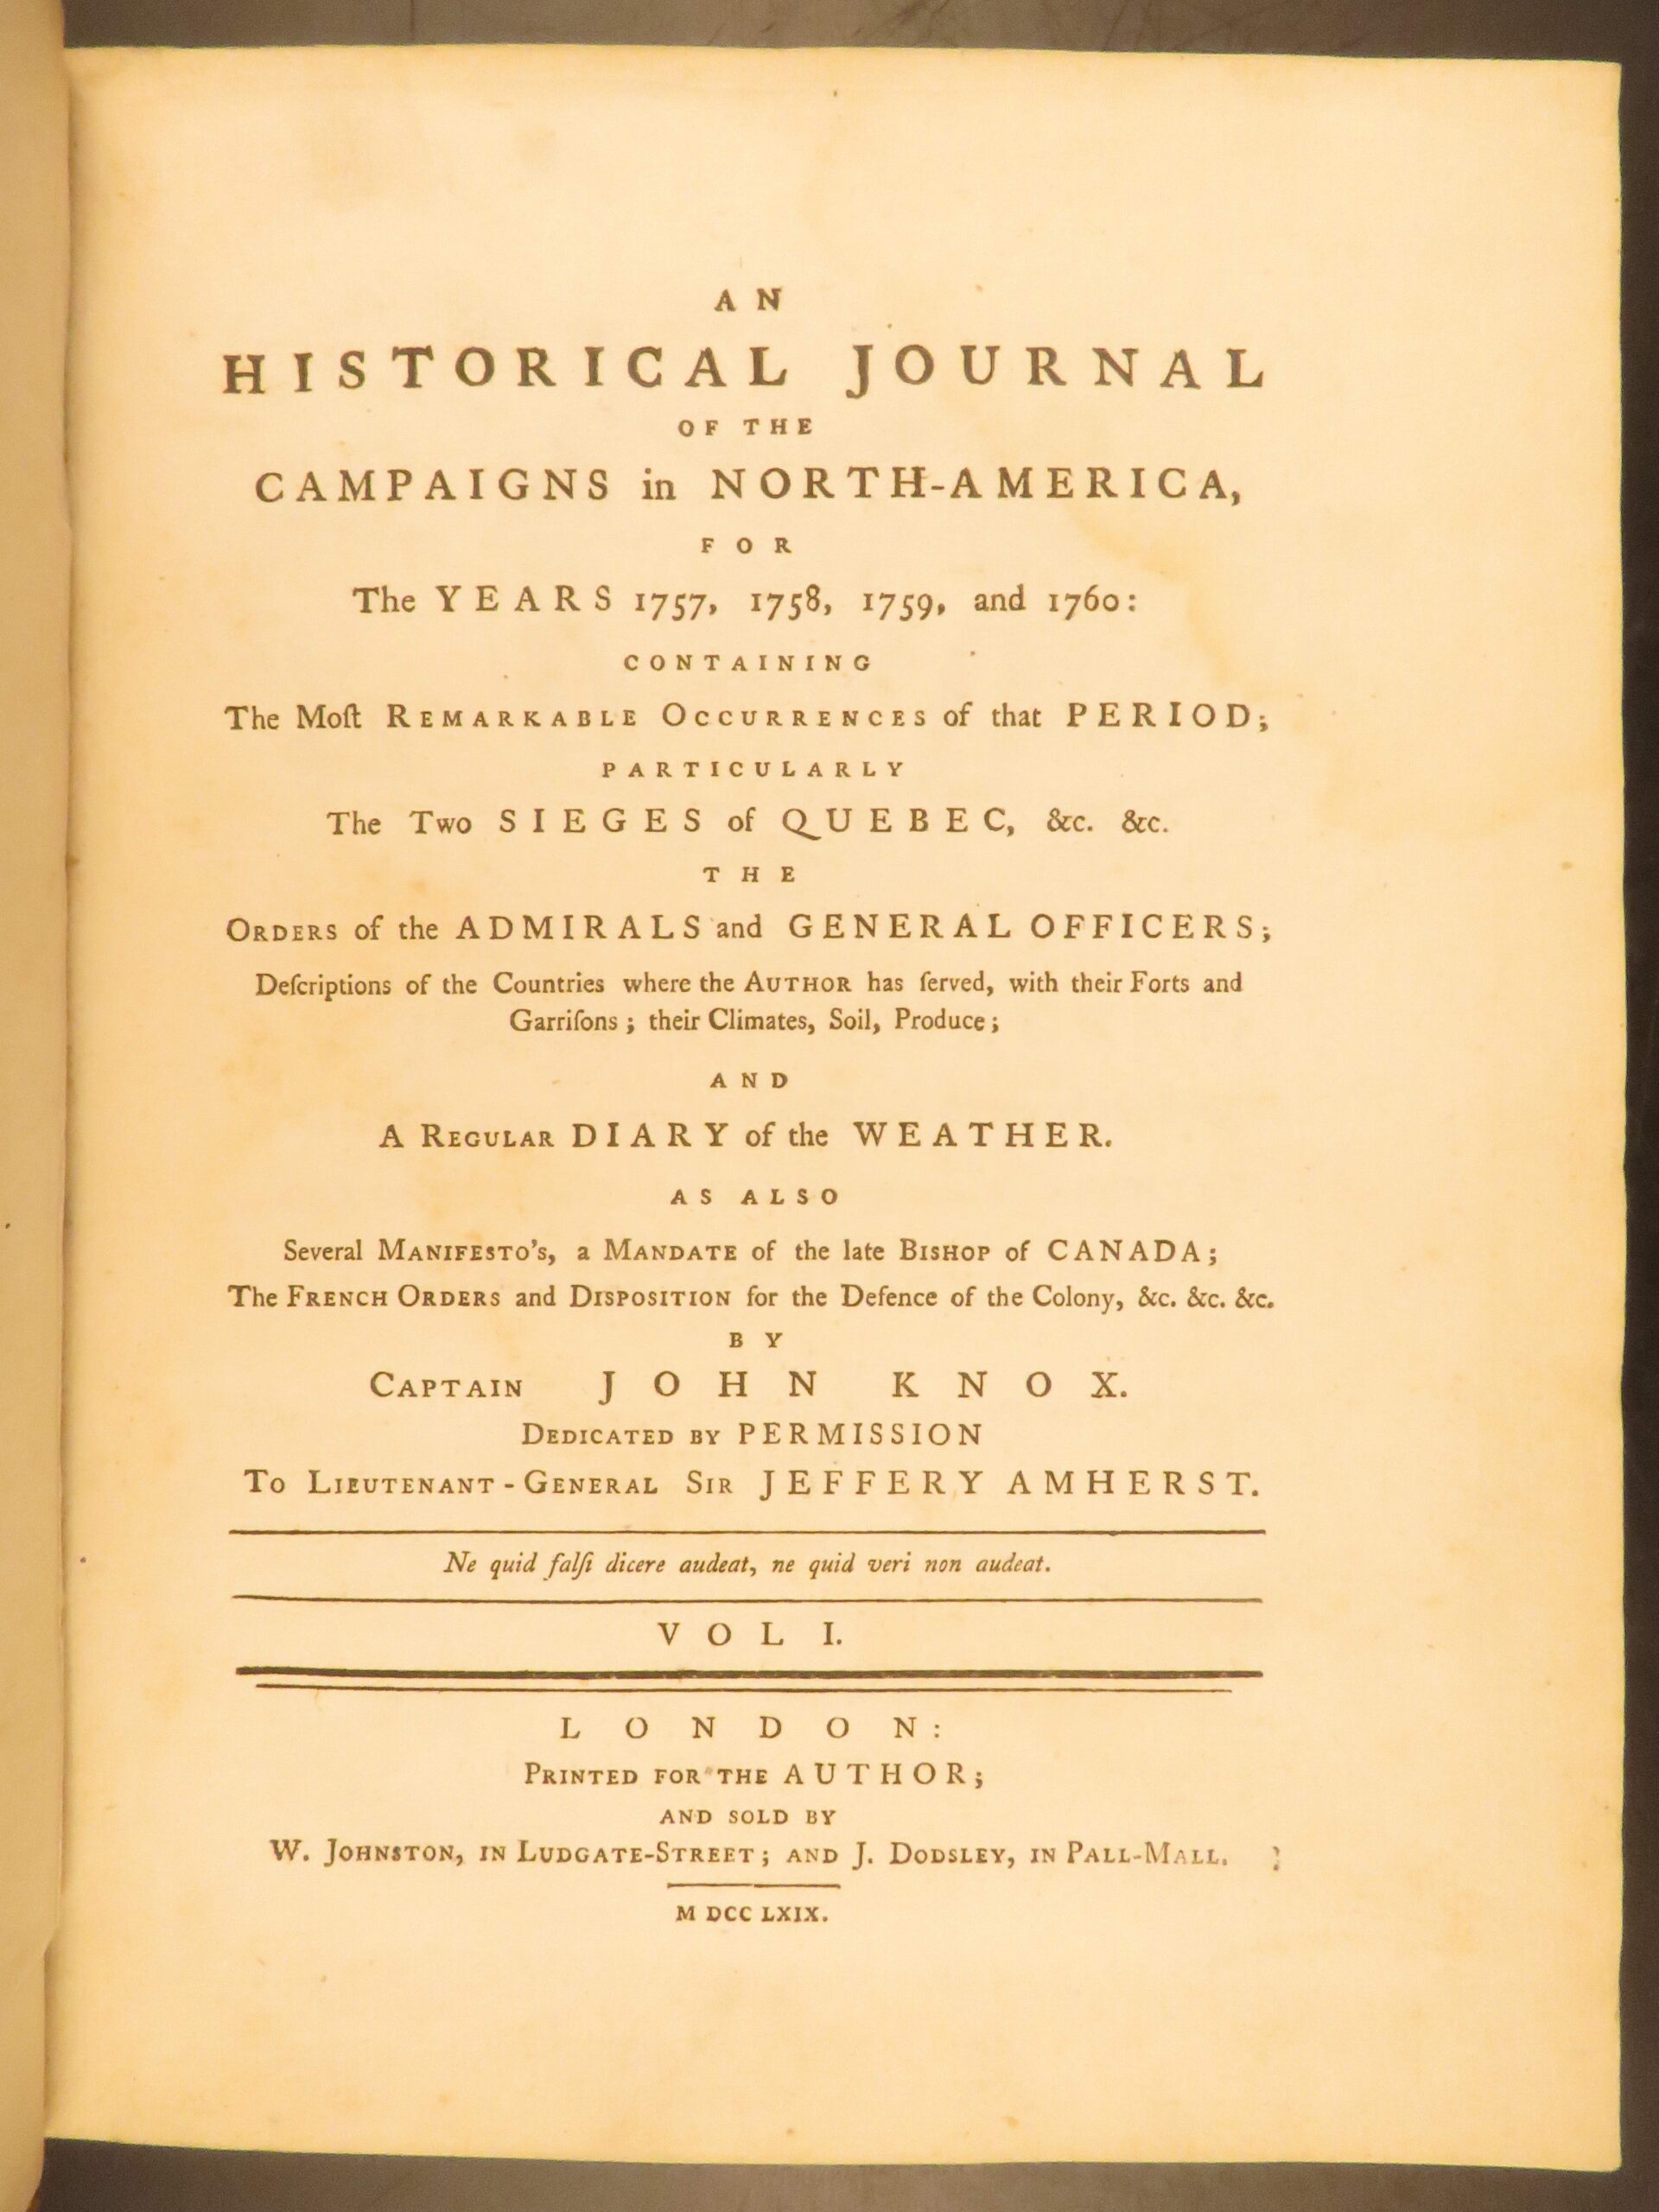 AN
HISTORICAL JOURNAL
OF THE
CAMPAIGNS in NORTH-AMERICA,
FOR
The YEARS 1757, 1758, 1759, and 1760:
CONTAINING
The Moſt REMARKABLE OCCURRENCES of that PERIOD;
PARTICULARLY
The Two SIEGES of QUEBEC, &c. &c.
THE
ORDERS of the ADMIRALS and GENERAL OFFICERS;
Deſcriptions of the Countries where the AUTHOR has ſerved, with their Forts and
Garriſons; their Climates, Soil, Produce;
AND
A REGULAR DIARY of the WEATHER.
AS ALSO
Several MANIFESTO'S, a MANDATE of the late BISHOP of CANADA;
The FRENCH ORDERS and DISPOSITION for the Defence of the Colony, &c. &c. &c.
BY
CAPTAIN JOHN KNOX.
DEDICATED BY PERMISSION
TO LIEUTENANT-GENERAL SIR JEFFERY AMHERST.
Ne quid falſi dicere audeat, ne quid veri non audeat.
VOL I.
LONDON:
PRINTED FOR THE AUTHOR;
AND SOLD BY
W. JOHNSTON, IN LUDGATE-STREET; AND J. DODSLEY, IN PALL-MALL.
M DCC LXIX.